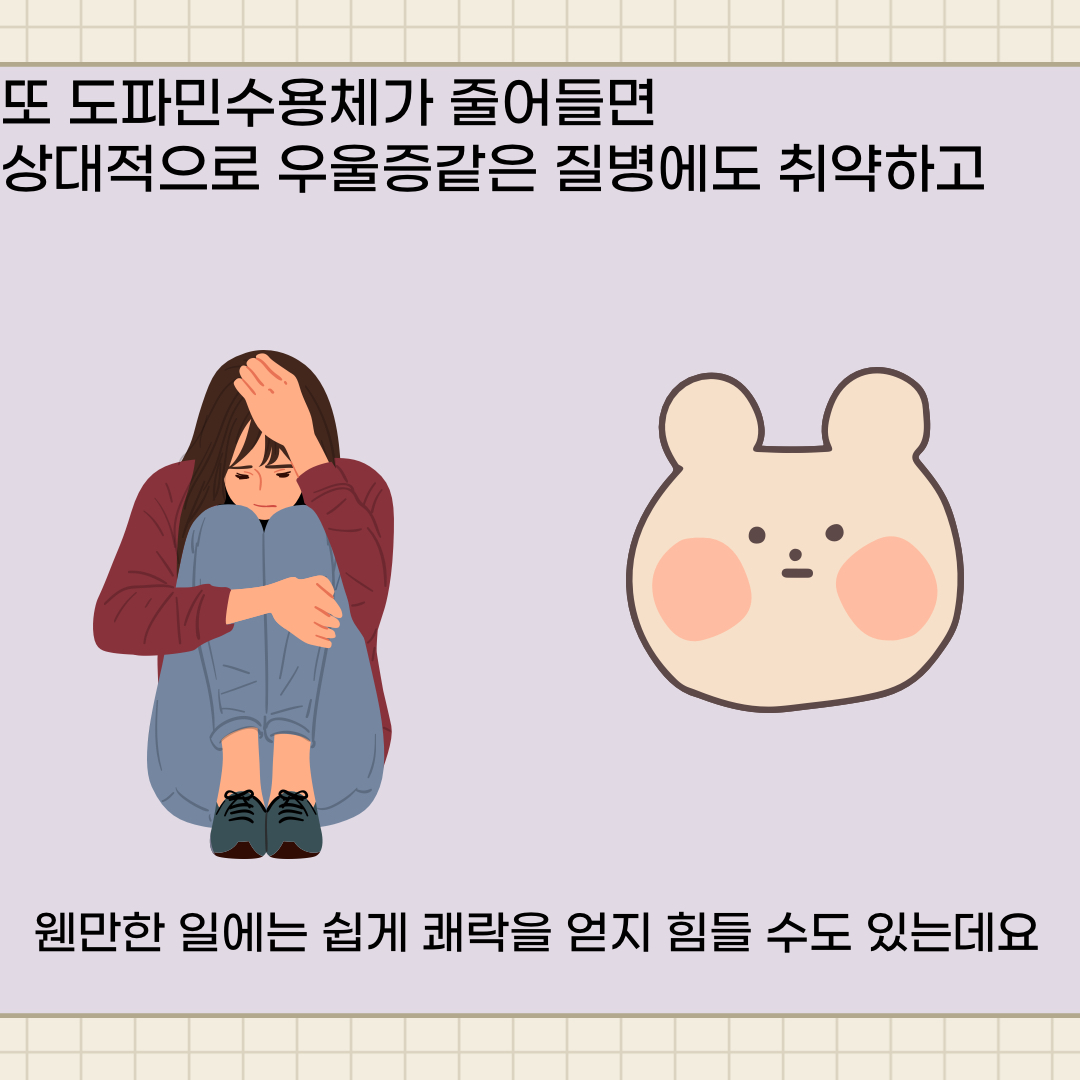 또 도파민수용체가 줄어들면
상대적으로 우울증같은 질병에도 취약하고
웬만한 일에는 쉽게 쾌락을 얻지 힘들 수도 있는데요